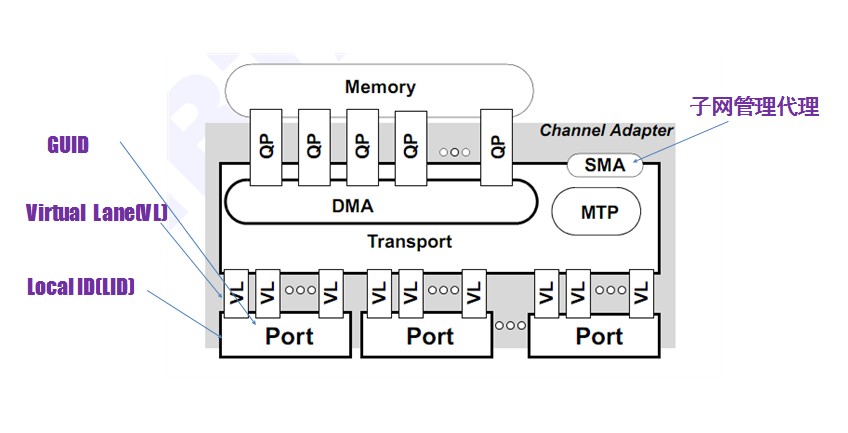 Memory
子网管理代理
Channel Adapter
GUID
QP QP QP QP QP
SMA
DMA
MTP
Virtual Lane(VL)
Transport
Local ID(LID)
VL VL VL VL VL VL VL VL VL
Port Port Port